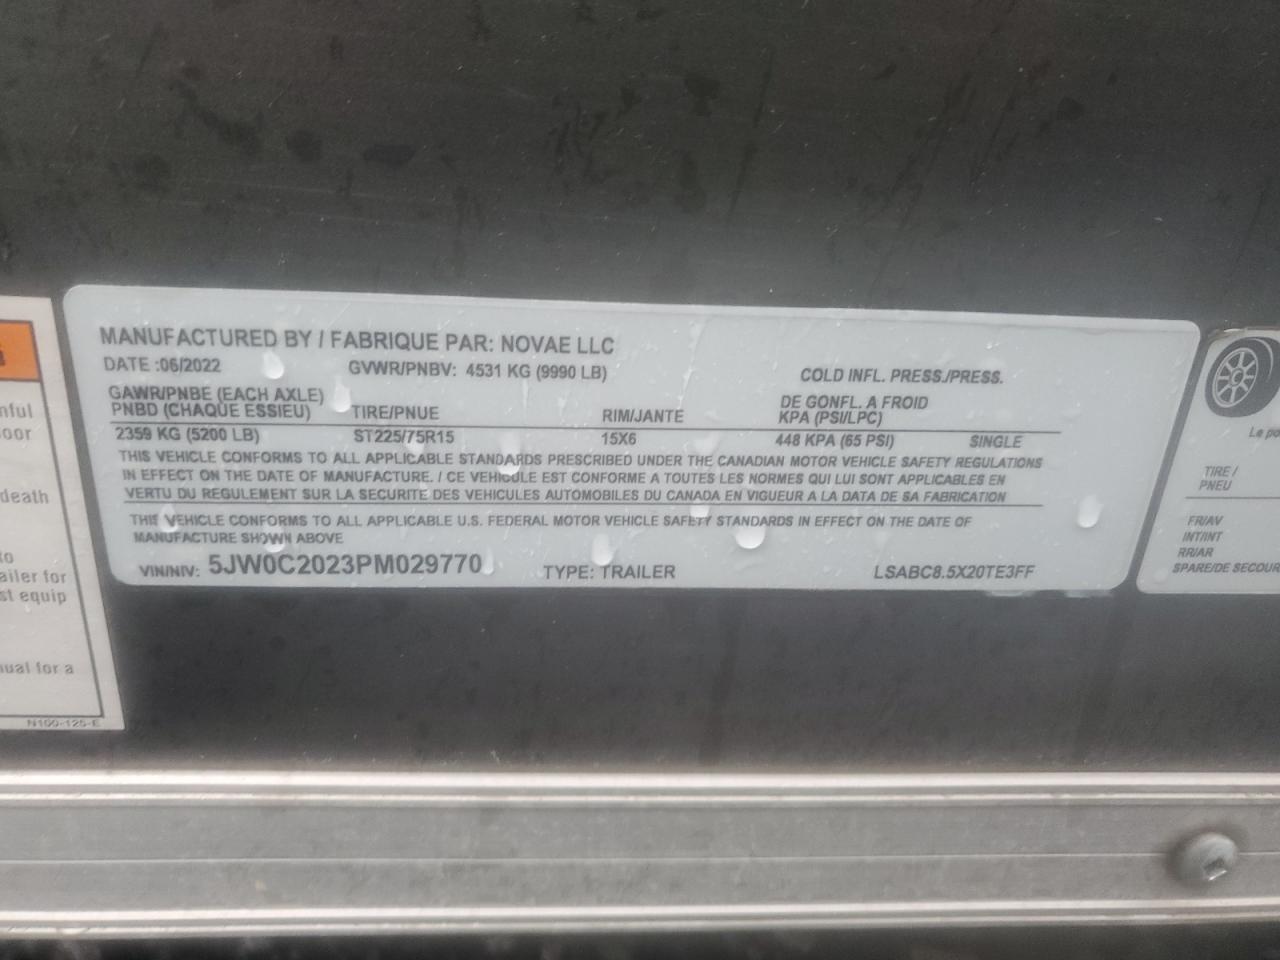 MANUFACTURED BY / FABRIQUE PAR: NOVAE LLC
DATE :06/2022 GVWR/PNBV: 4531 KG (9990 LB)
COLD INFL. PRESS./PRESS.
GAWR/PNBE (EACH AXLE) DE GONFL. A FROID
PNBD (CHAQUE ESSIEU) TIRE/PNUE RIM/JANTE KPA (PSI/LPC)
2359 KG (5200 LB) ST225/75R15 15X6 448 KPA (65 PSI) SINGLE
THIS VEHICLE CONFORMS TO ALL APPLICABLE STANDARDS PRESCRIBED UNDER THE CANADIAN MOTOR VEHICLE SAFETY REGULATIONS
IN EFFECT ON THE DATE OF MANUFACTURE. / CE VEHICULE EST CONFORME A TOUTES LES NORMES QUI LUI SONT APPLICABLES EN
VERTU DU REGULEMENT SUR LA SECURITE DES VEHICULES AUTOMOBILES DU CANADA EN VIGUEUR A LA DATA DE SA FABRICATION
THIS VEHICLE CONFORMS TO ALL APPLICABLE U.S. FEDERAL MOTOR VEHICLE SAFETY STANDARDS IN EFFECT ON THE DATE OF
MANUFACTURE SHOWN ABOVE
VIN/NIV: 5JW0C2023PM029770 TYPE: TRAILER LSABC8.5X20TE3FF
death
ailer for
st equip
ual for a
N100-125-E
Le po
TIRE /
PNEU
FR/AV
INT/INT
RR/AR
SPARE/DE SECOUR